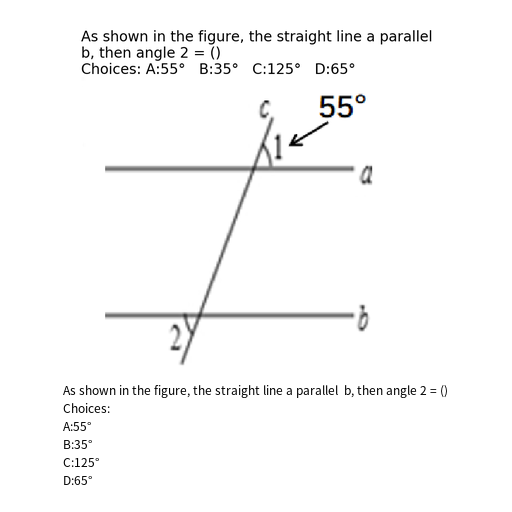 As shown in the figure, the straight line a parallel
b, then angle 2 = ()
Choices: A:55°   B:35°   C:125°   D:65°
c
55°
1
a
b
2
As shown in the figure, the straight line a parallel  b, then angle 2 = ()
Choices:
A:55°
B:35°
C:125°
D:65°